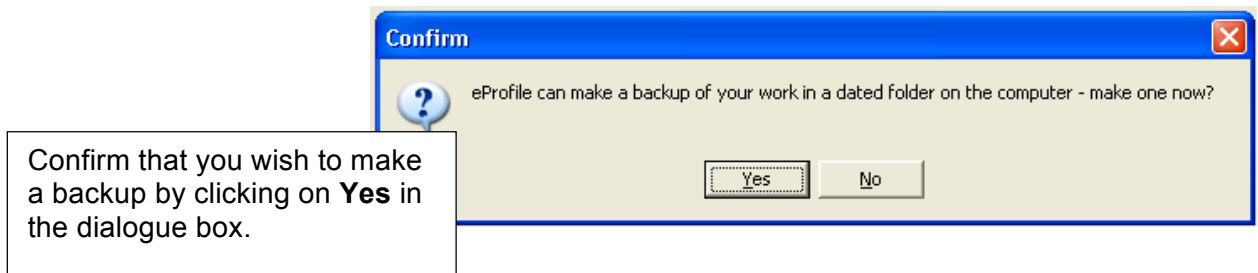 Confirm
eProfile can make a backup of your work in a dated folder on the computer - make one now?
Yes
No
Confirm that you wish to make
a backup by clicking on Yes in
the dialogue box.